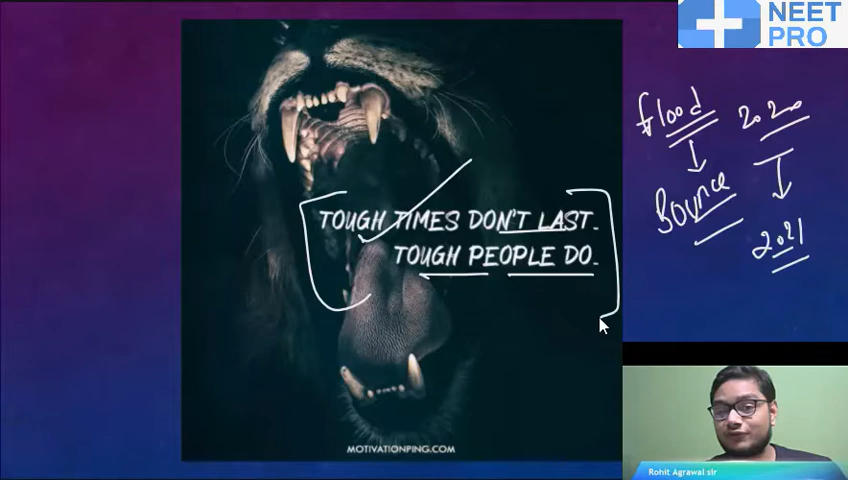 NEET
PRO
flood
Bounce
2020
2021
TOUGH TIMES DON'T LAST.
TOUGH PEOPLE DO.
MOTIVATIONPING.COM
Rohit Agrawal sir